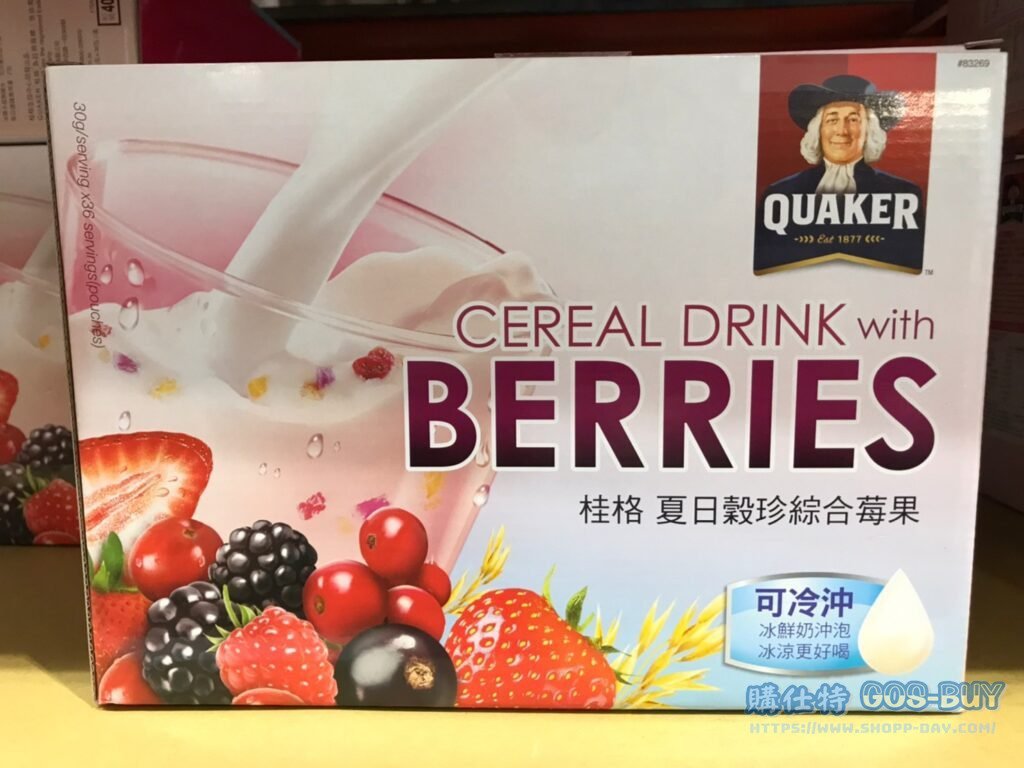 #83269
QUAKER
Est 1877
TM
30g/serving x36 servings(pouches)
CEREAL DRINK with
BERRIES
桂格 夏日穀珍綜合莓果
可冷沖
冰鮮奶沖泡
冰涼更好喝
購仕特 GOS-BUY
HTTPS://WWW.SHOPP-DAY.COM/